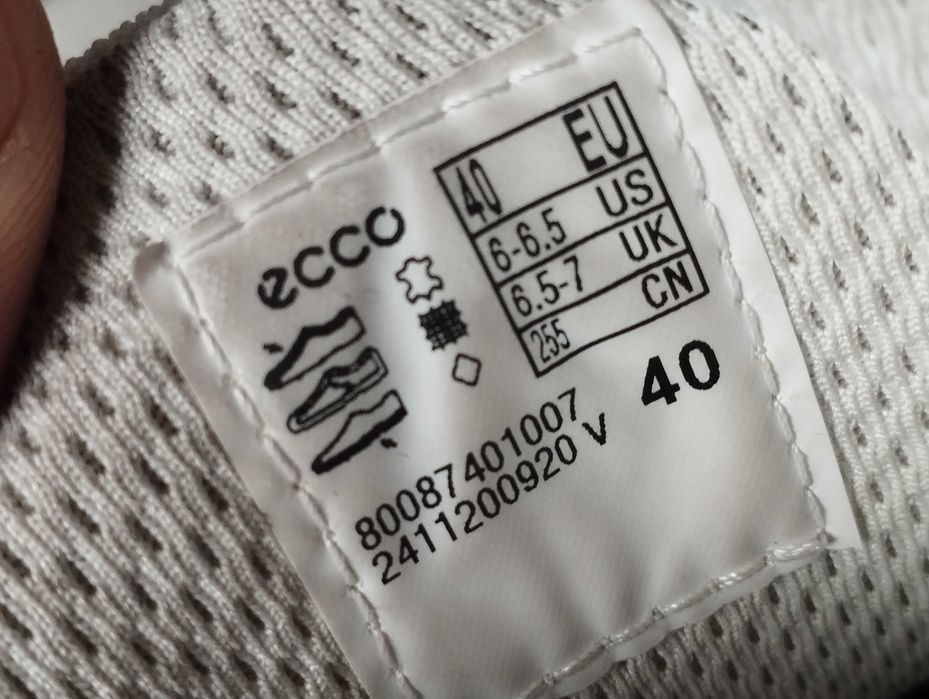 ecco
40 EU
6-6.5 US
6.5-7 UK
255 CN
40
80087401007
2411200920 V